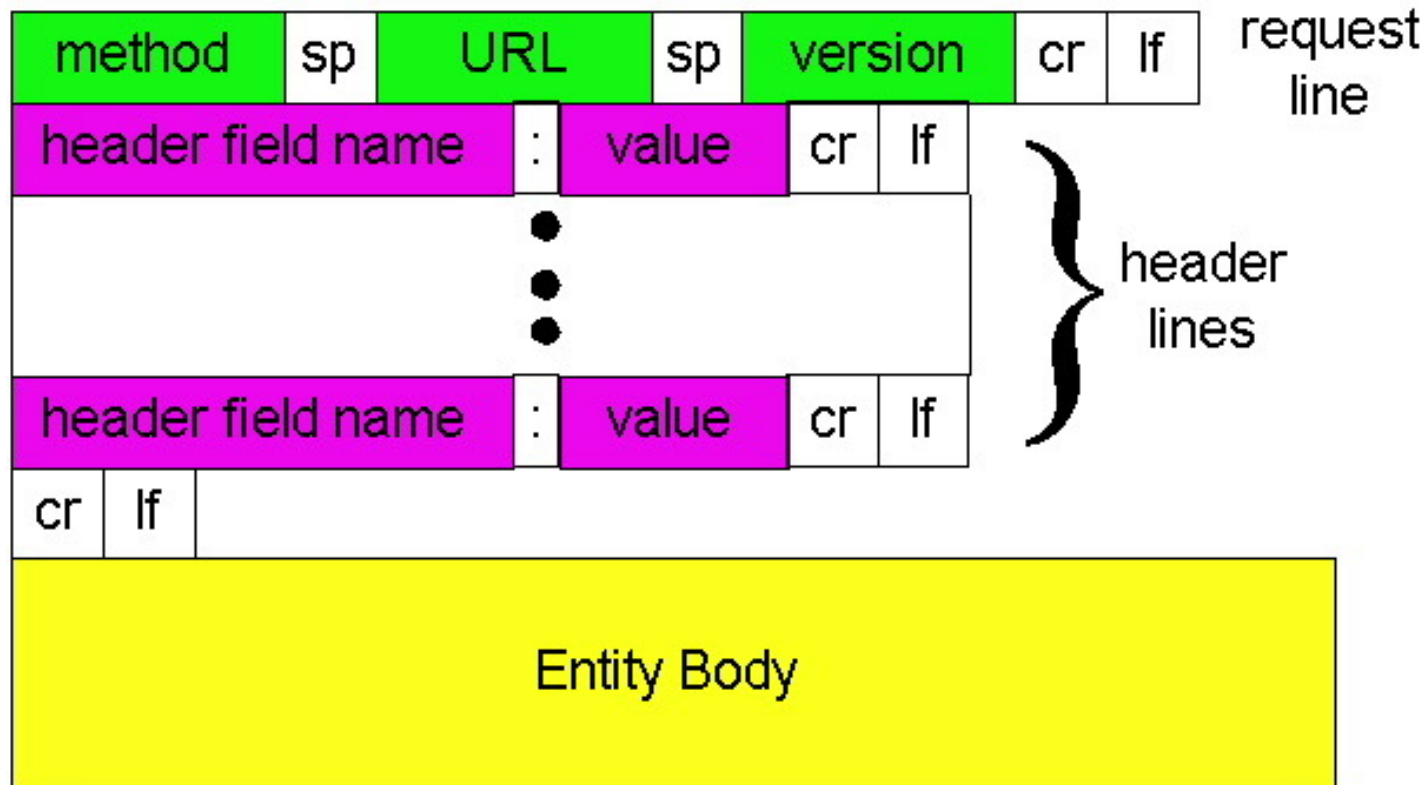 method sp URL sp version cr lf
request
line
header field name : value cr lf
header
lines
header field name : value cr lf
cr lf
Entity Body